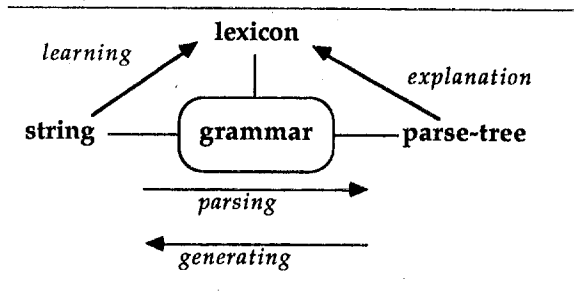 lexicon
learning
explanation
string
grammar
parse-tree
parsing
generating